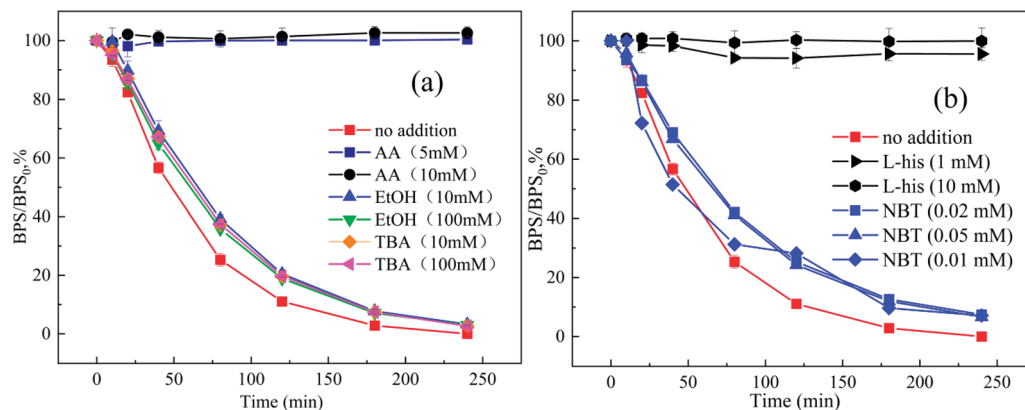 (a)
100
80
60
40
20
0
BPS/BPS₀,%
no addition
AA（5mM）
AA（10mM）
EtOH（10mM）
EtOH（100mM）
TBA（10mM）
TBA（100mM）
0 50 100 150 200 250
Time (min)
(b)
100
80
60
40
20
0
BPS/BPS₀,%
no addition
L-his (1 mM)
L-his (10 mM)
NBT (0.02 mM)
NBT (0.05 mM)
NBT (0.01 mM)
0 50 100 150 200 250
Time (min)